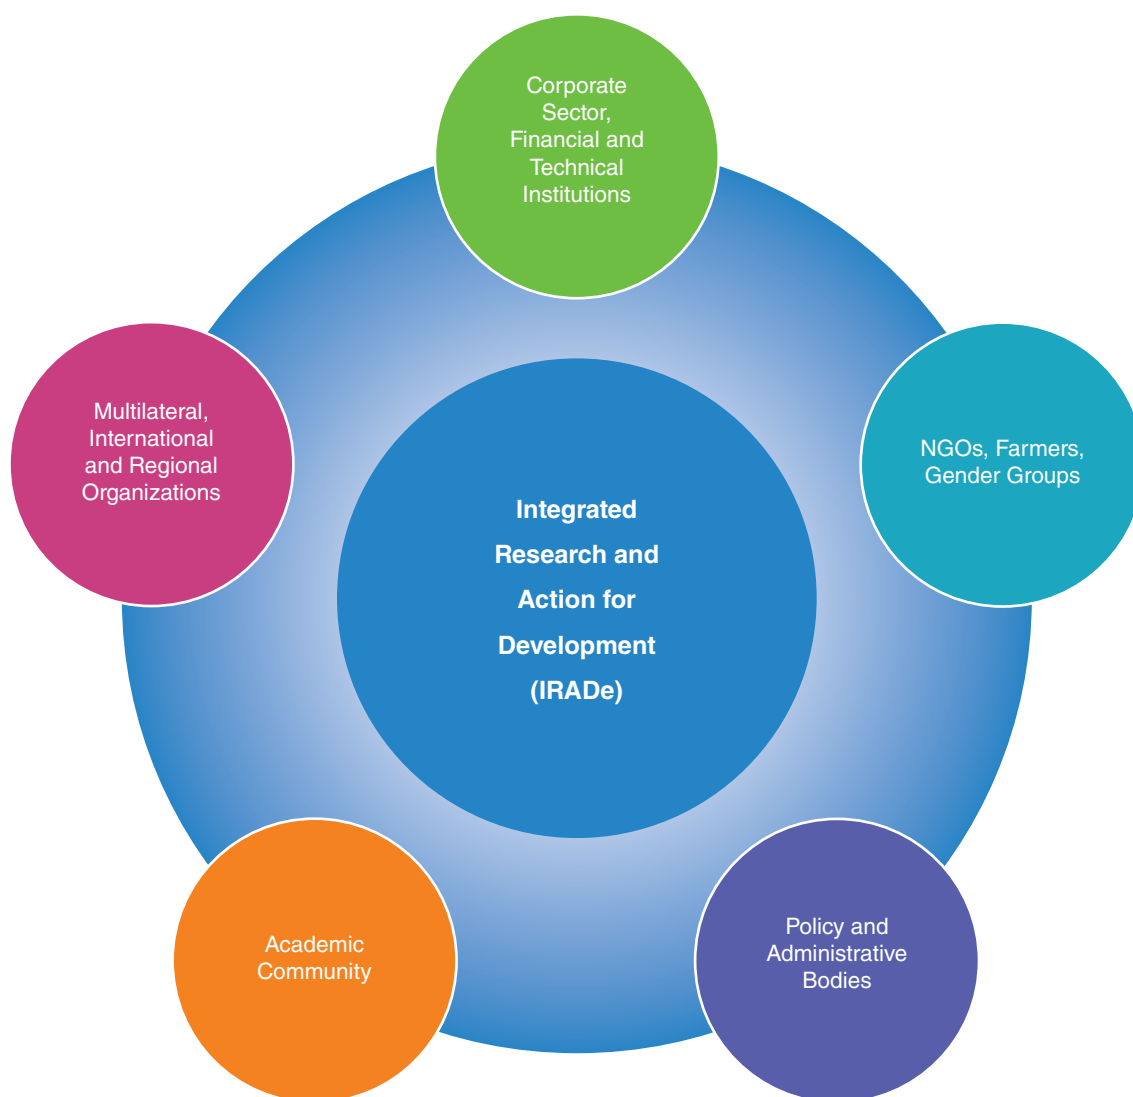 Corporate
Sector,
Financial and
Technical
Institutions
Multilateral,
International
and Regional
Organizations
NGOs, Farmers,
Gender Groups
Integrated
Research and
Action for
Development
(IRADe)
Academic
Community
Policy and
Administrative
Bodies